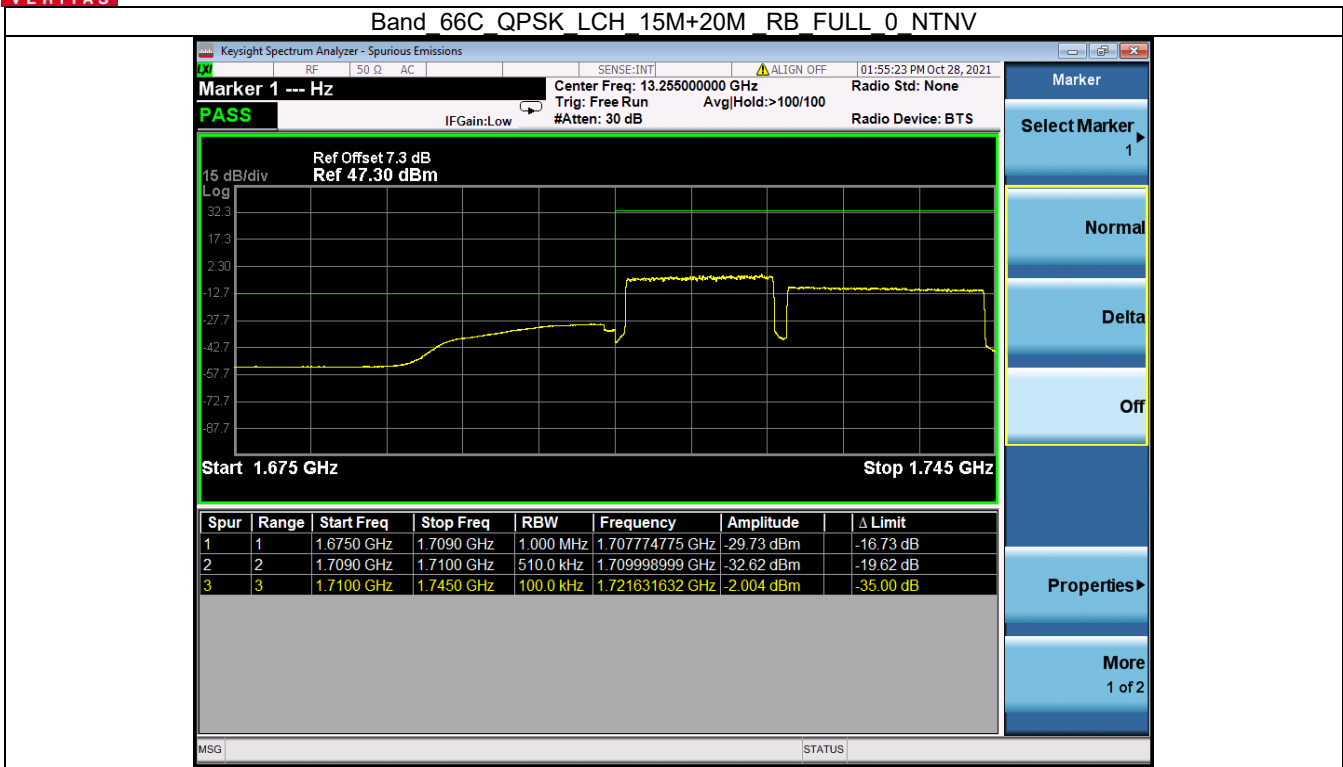 VERITAS
Band_66C_QPSK_LCH_15M+20M _RB_FULL_0_NTNV
Keysight Spectrum Analyzer - Spurious Emissions
LXI RF 50 Ω AC SENSE:INT ALIGN OFF 01:55:23 PM Oct 28, 2021
Marker 1 --- Hz Center Freq: 13.255000000 GHz Radio Std: None
Trig: Free Run Avg|Hold:>100/100
PASS IFGain:Low #Atten: 30 dB Radio Device: BTS
Ref Offset 7.3 dB
15 dB/div Ref 47.30 dBm
Log
32.3
17.3
2.30
-12.7
-27.7
-42.7
-57.7
-72.7
-87.7
Start 1.675 GHz Stop 1.745 GHz
Spur Range Start Freq Stop Freq RBW Frequency Amplitude Δ Limit
1 1 1.6750 GHz 1.7090 GHz 1.000 MHz 1.707774775 GHz -29.73 dBm -16.73 dB
2 2 1.7090 GHz 1.7100 GHz 510.0 kHz 1.709998999 GHz -32.62 dBm -19.62 dB
3 3 1.7100 GHz 1.7450 GHz 100.0 kHz 1.721631632 GHz -2.004 dBm -35.00 dB
MSG STATUS
Marker
Select Marker
1
Normal
Delta
Off
Properties
More
1 of 2